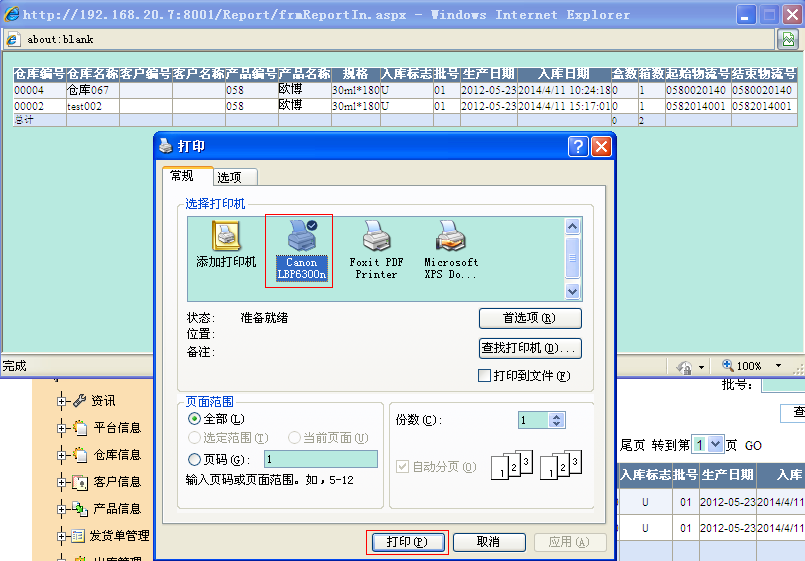 http://192.168.20.7:8001/Report/frmReportIn.aspx - Windows Internet Explorer
about:blank
仓库编号 仓库名称 客户编号 客户名称 产品编号 产品名称 规格 入库标志 批号 生产日期 入库日期 盒数 箱数 起始物流号 结束物流号
00004 仓库067 058 欧博 30ml*180 U 01 2012-05-23 2014/4/11 10:24:18 0 1 0580020140 0580020140
00002 test002 058 欧博 30ml*180 U 01 2012-05-23 2014/4/11 15:17:01 0 1 0582014001 0582014001
总计 0 2
打印
常规 选项
选择打印机
添加打印机
Canon LBP6300n
Foxit PDF Printer
Microsoft XPS Do...
状态: 准备就绪
位置:
备注:
首选项(R)
查找打印机(D)...
打印到文件(F)
页面范围
全部(L)
选定范围(T) 当前页面(U)
页码(G): 1
输入页码或页面范围。如,5-12
份数(C): 1
自动分页(O)
1 2 3 1 2 3
打印(P) 取消 应用(A)
完成
100%
资讯
平台信息
仓库信息
客户信息
产品信息
发货单管理
出库管理
批号:
查
尾页 转到第 1 页 GO
入库标志 批号 生产日期 入库
U 01 2012-05-23 2014/4/11
U 01 2012-05-23 2014/4/11